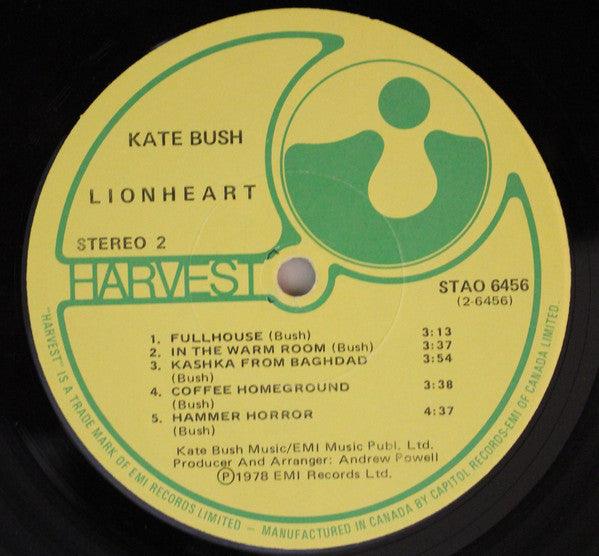 KATE BUSH
LIONHEART
STEREO 2
HARVEST
STAO 6456
(2-6456)
1. FULLHOUSE (Bush) 3:13
2. IN THE WARM ROOM (Bush) 3:37
3. KASHKA FROM BAGHDAD 3:54
(Bush)
4. COFFEE HOMEGROUND 3:38
(Bush)
5. HAMMER HORROR 4:37
(Bush)
Kate Bush Music/EMI Music Publ. Ltd.
Producer And Arranger: Andrew Powell
Ⓟ1978 EMI Records Ltd.
"HARVEST" IS A TRADE MARK OF EMI RECORDS LIMITED – MANUFACTURED IN CANADA BY CAPITOL RECORDS-EMI OF CANADA LIMITED.